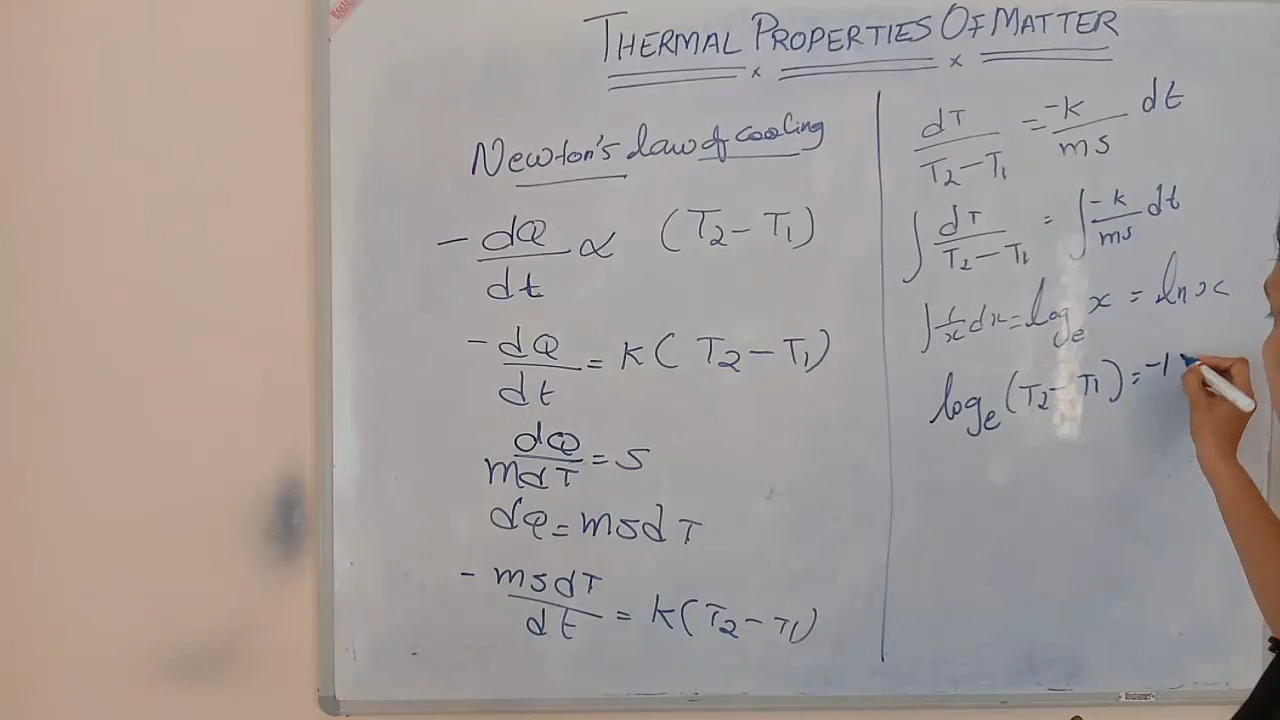 THERMAL PROPERTIES OF MATTER
Newton's law of cooling
- dQ/dt ∝ (T2 - T1)
- dQ/dt = K (T2 - T1)
dQ/mdT = S
dQ = msdT
- msdT/dt = K (T2 - T1)
dT/T2 - T1 = -K/ms dt
∫ dT/T2 - T1 = ∫ -K/ms dt
∫ 1/x dx = loge x = ln x
loge (T2 - T1) = -